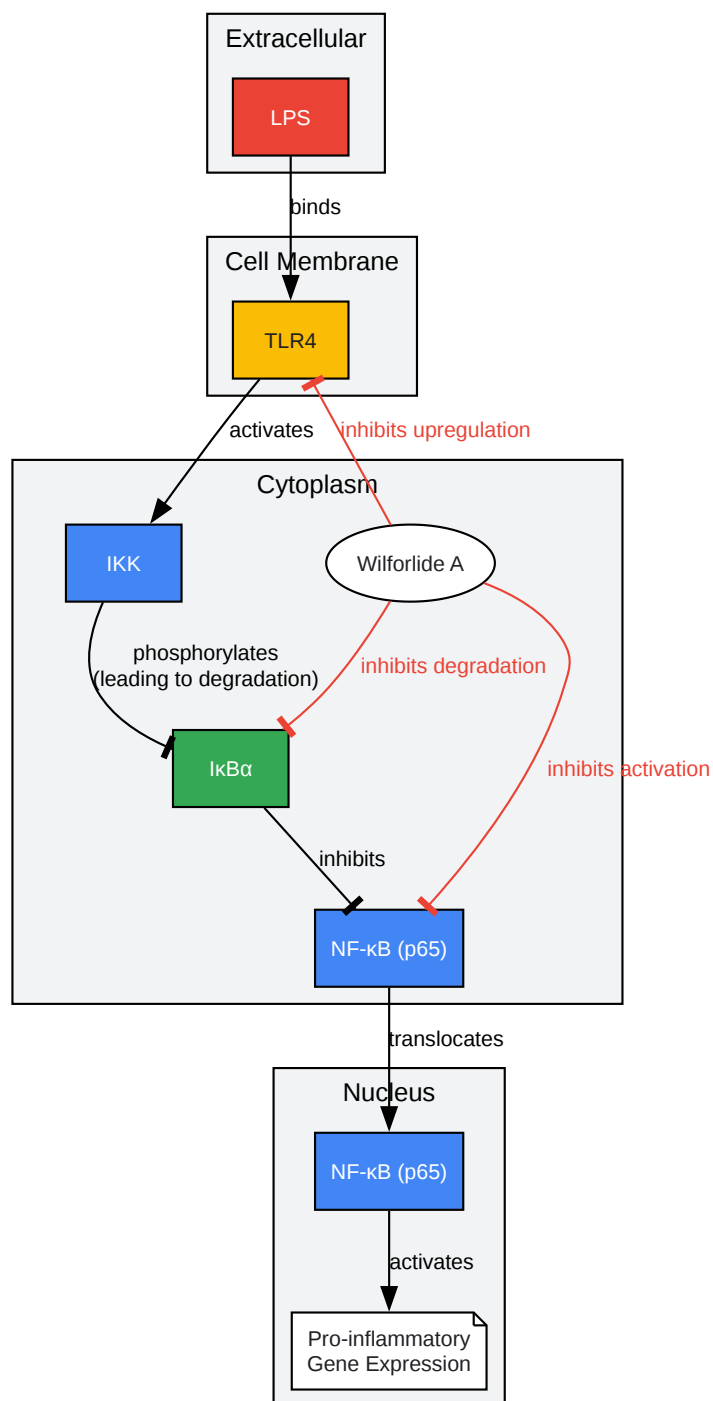 Extracellular
LPS
binds
Cell Membrane
TLR4
activates
inhibits upregulation
Cytoplasm
IKK
Wilforlide A
phosphorylates
(leading to degradation)
inhibits degradation
IκBα
inhibits activation
inhibits
NF-κB (p65)
translocates
Nucleus
NF-κB (p65)
activates
Pro-inflammatory
Gene Expression